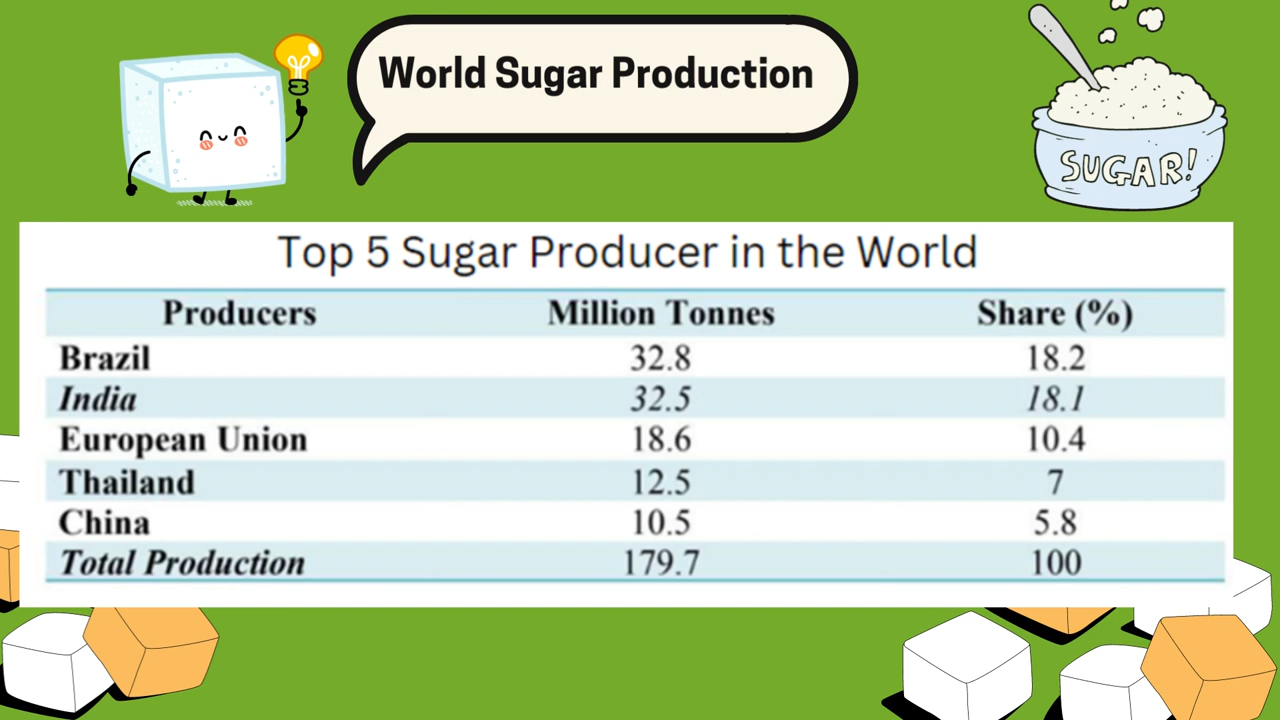 World Sugar Production
SUGAR!
Top 5 Sugar Producer in the World
Producers Million Tonnes Share (%)
Brazil 32.8 18.2
India 32.5 18.1
European Union 18.6 10.4
Thailand 12.5 7
China 10.5 5.8
Total Production 179.7 100